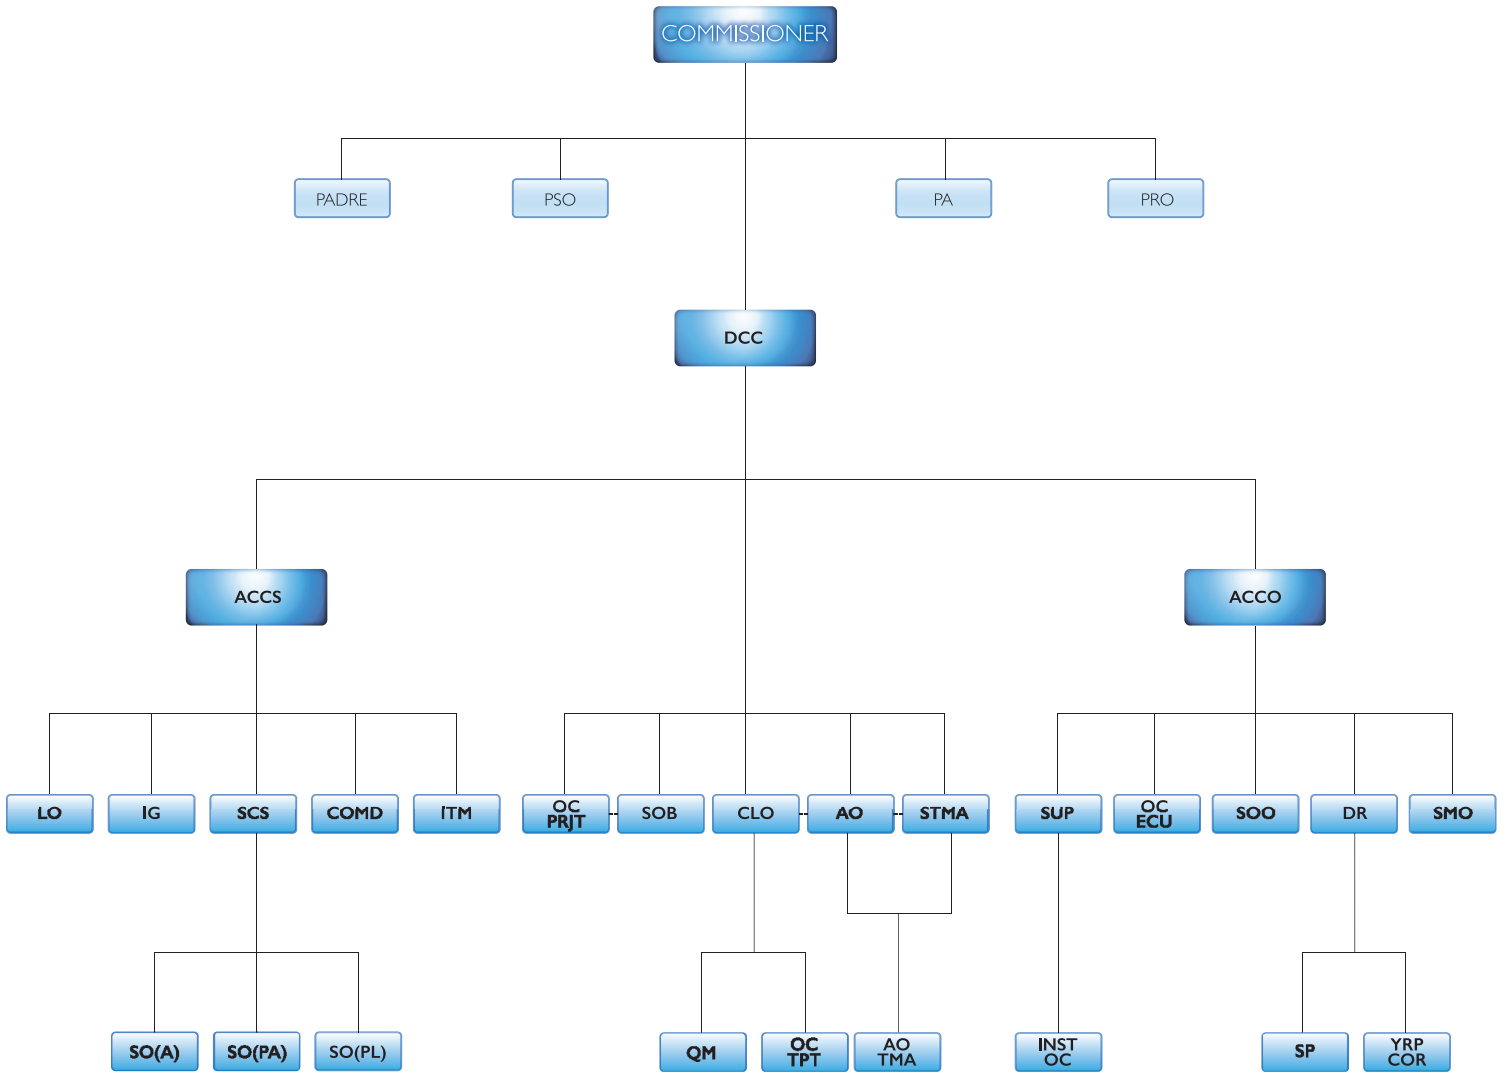 COMMISSIONER
PADRE
PSO
PA
PRO
DCC
ACCS
ACCO
LO
IG
SCS
COMD
ITM
OC
PRJT
SOB
CLO
AO
STMA
SUP
OC
ECU
SOO
DR
SMO
SO(A)
SO(PA)
SO(PL)
QM
OC
TPT
AO
TMA
INST
OC
SP
YRP
COR